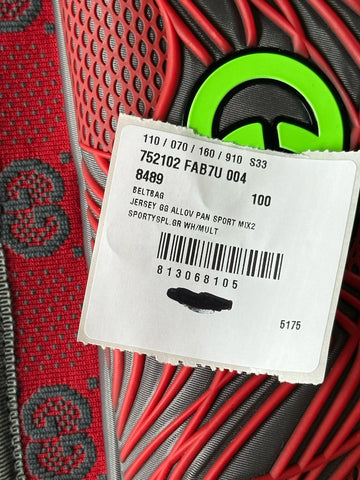 110 / 070 / 160 / 910 S33
752102 FAB7U 004
8489 100
BELTBAG
JERSEY GG ALLOV PAN SPORT MIX2
SPORTYSPL.GR WH/MULT
813068105
5175